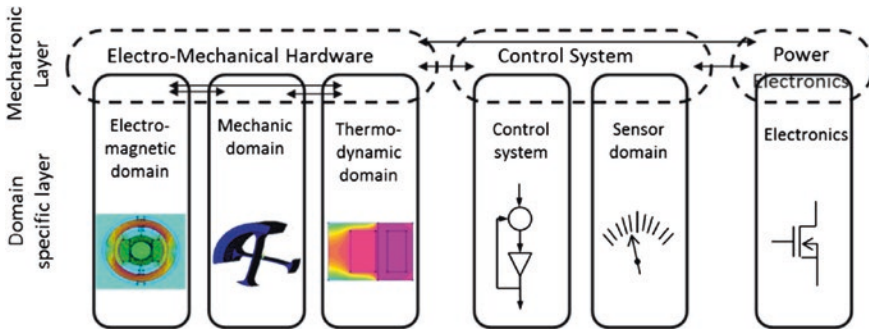 Mechatronic
Layer
Electro-Mechanical Hardware
Control System
Power
Electronics
Domain
specific layer
Electro-
magnetic
domain
Mechanic
domain
Thermo-
dynamic
domain
Control
system
Sensor
domain
Electronics